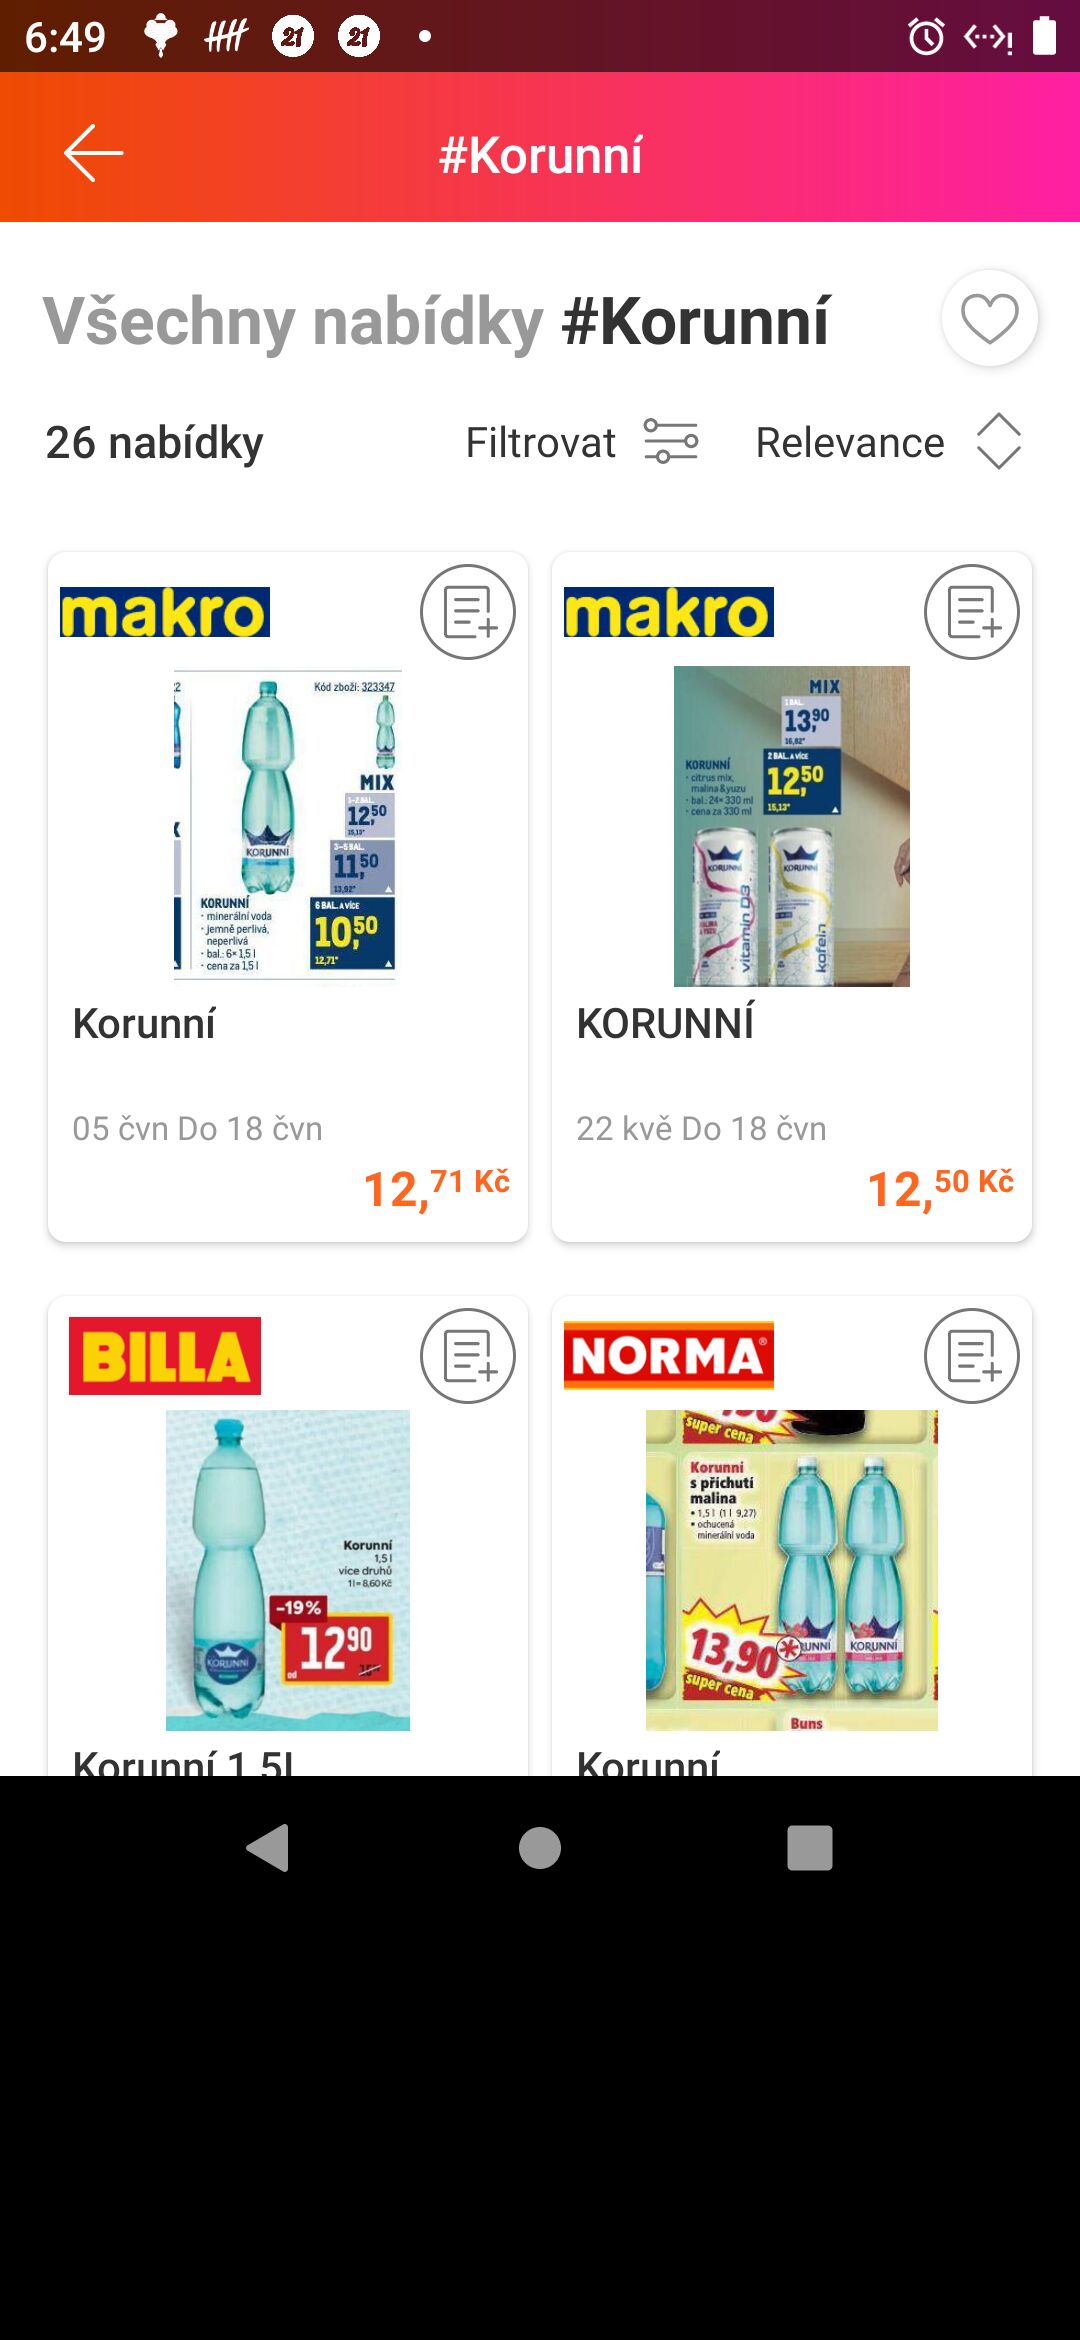 6:49
#Korunní
Všechny nabídky #Korunní
26 nabídky
Filtrovat
Relevance
makro
Kód zboží: 323347
MIX
1-2 BAL.
12,50
15,13*
3-5 BAL.
11,50
13,92*
6 BAL. A VÍCE
10,50
12,71*
KORUNNÍ
KORUNNÍ
· minerální voda
· jemně perlivá,
neperlivá
· bal.: 6× 1,5 l
· cena za 1,5 l
Korunní
05 čvn Do 18 čvn
12,71 Kč
makro
MIX
1 BAL.
13,90
16,82*
2 BAL. A VÍCE
12,50
15,13*
KORUNNÍ
· citrus mix,
malina & yuzu
· bal.: 24× 330 ml
· cena za 330 ml
KORUNNÍ
vitamin D3
KORUNNÍ
kofein
KORUNNÍ
22 kvě Do 18 čvn
12,50 Kč
BILLA
Korunní
1,5 l
více druhů
1 l = 8,60 Kč
-19%
od
12 90
KORUNNÍ
Korunní 1,5l
NORMA
super cena
Korunní
s příchutí
malina
• 1,5 l (1 l 9,27)
• ochucená
minerální voda
13,90*
super cena
KORUNNÍ
Buns
Korunní